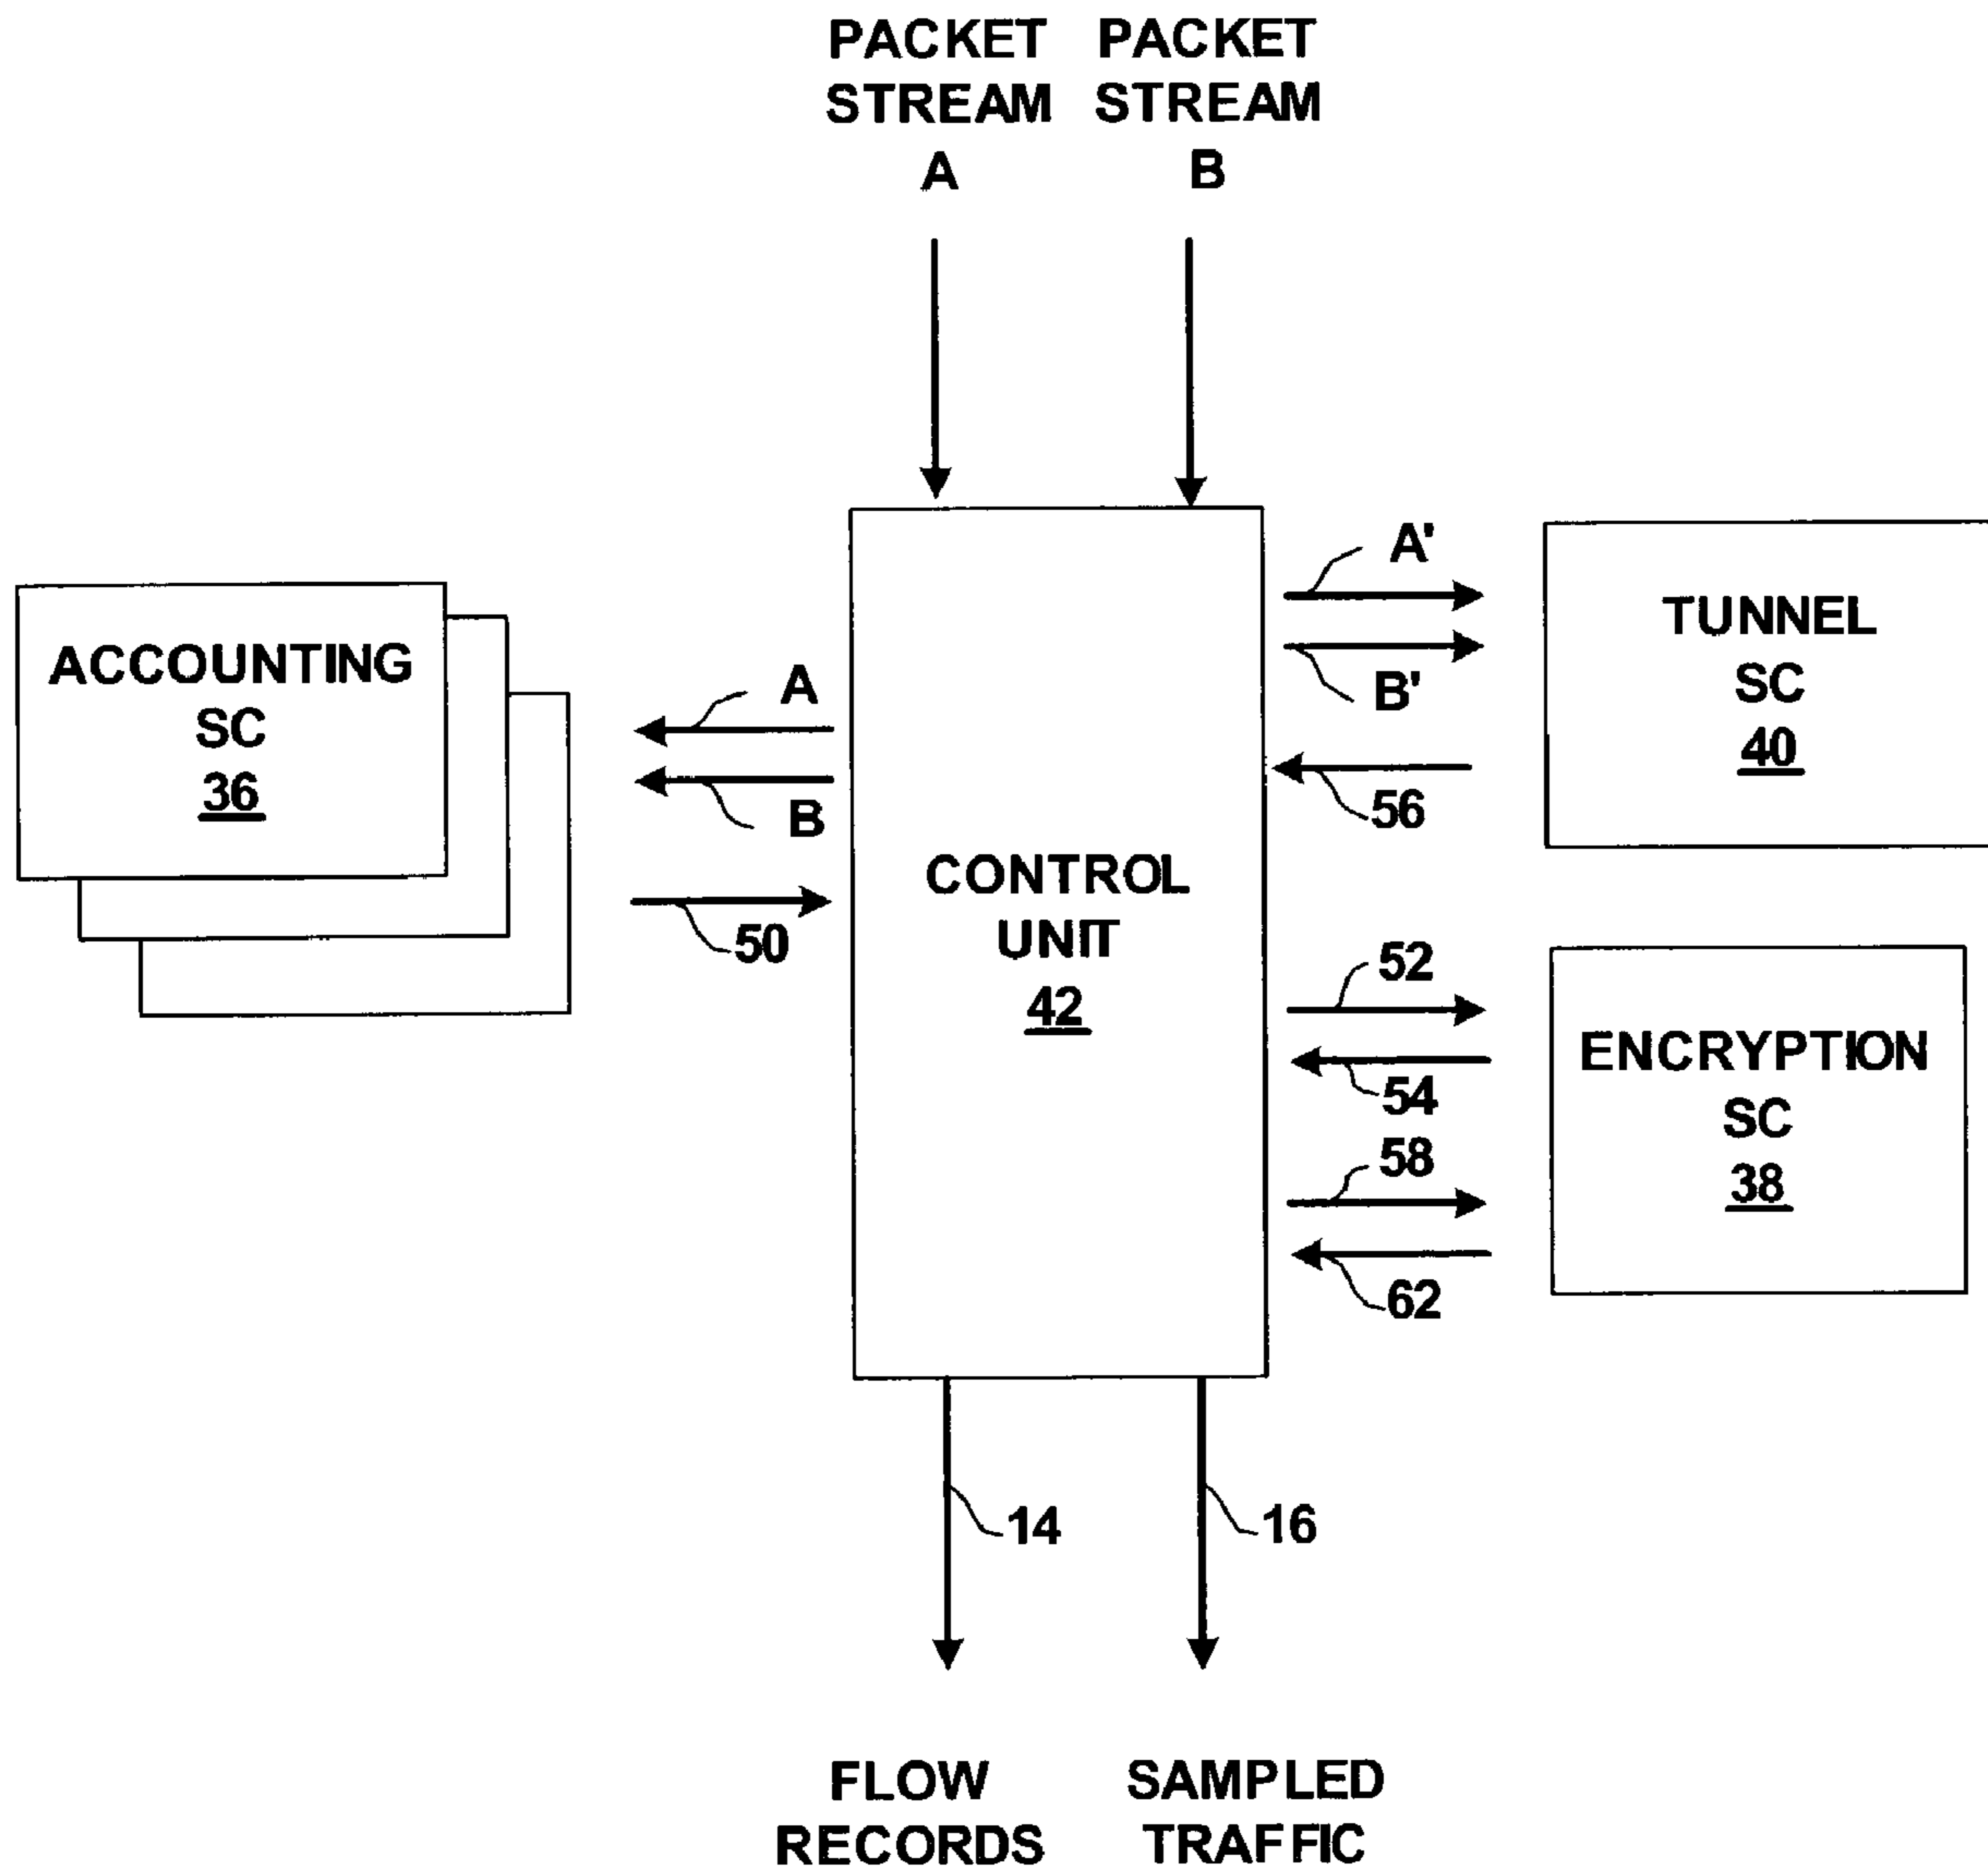 PACKET
STREAM
A
PACKET
STREAM
B
A'
B'
56
TUNNEL
SC
40
ACCOUNTING
SC
36
A
B
50
CONTROL
UNIT
42
52
54
58
62
ENCRYPTION
SC
38
14
16
FLOW
RECORDS
SAMPLED
TRAFFIC